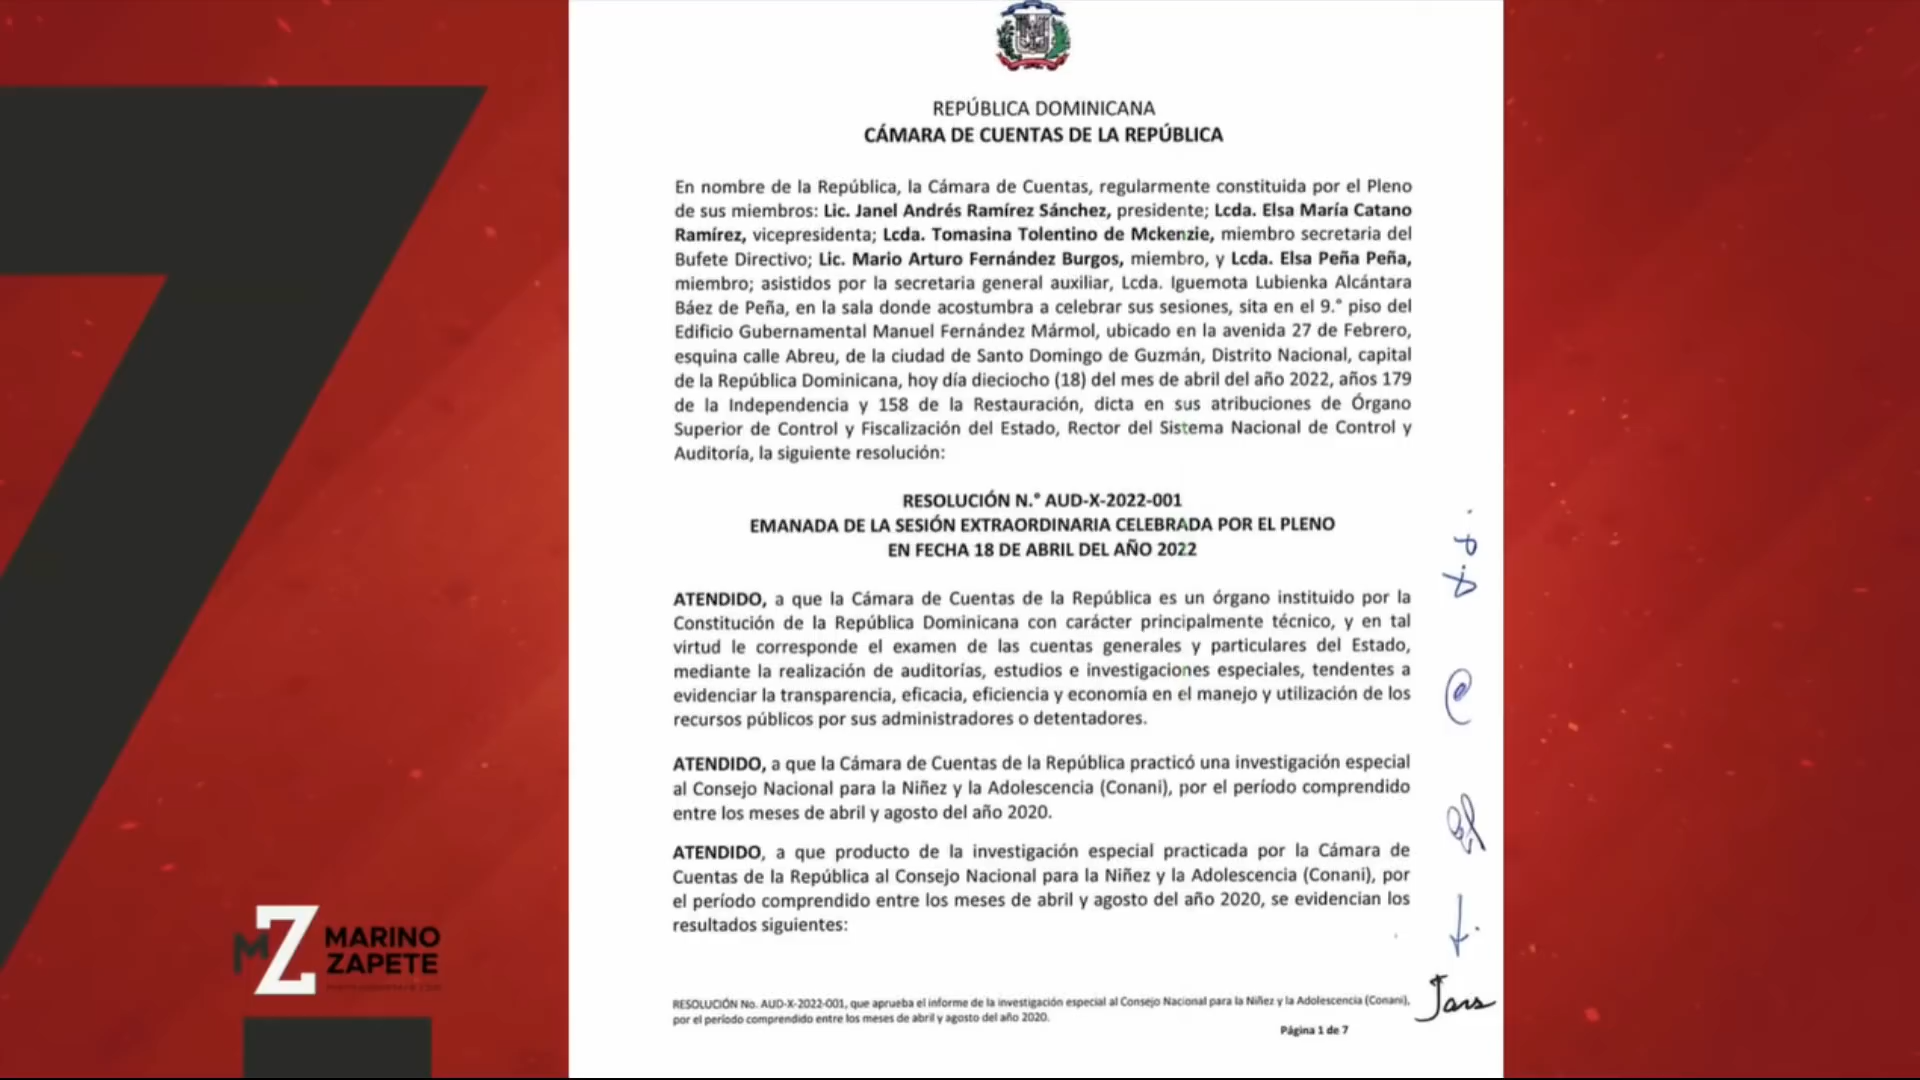 REPÚBLICA DOMINICANA
CÁMARA DE CUENTAS DE LA REPÚBLICA
En nombre de la República, la Cámara de Cuentas, regularmente constituida por el Pleno
de sus miembros: Lic. Janel Andrés Ramírez Sánchez, presidente; Lcda. Elsa María Catano
Ramírez, vicepresidenta; Lcda. Tomasina Tolentino de Mckenzie, miembro secretaria del
Bufete Directivo; Lic. Mario Arturo Fernández Burgos, miembro, y Lcda. Elsa Peña Peña,
miembro; asistidos por la secretaria general auxiliar, Lcda. Iguemota Lubienka Alcántara
Báez de Peña, en la sala donde acostumbra a celebrar sus sesiones, sita en el 9.° piso del
Edificio Gubernamental Manuel Fernández Mármol, ubicado en la avenida 27 de Febrero,
esquina calle Abreu, de la ciudad de Santo Domingo de Guzmán, Distrito Nacional, capital
de la República Dominicana, hoy día dieciocho (18) del mes de abril del año 2022, años 179
de la Independencia y 158 de la Restauración, dicta en sus atribuciones de Órgano
Superior de Control y Fiscalización del Estado, Rector del Sistema Nacional de Control y
Auditoría, la siguiente resolución:
RESOLUCIÓN N.° AUD-X-2022-001
EMANADA DE LA SESIÓN EXTRAORDINARIA CELEBRADA POR EL PLENO
EN FECHA 18 DE ABRIL DEL AÑO 2022
ATENDIDO, a que la Cámara de Cuentas de la República es un órgano instituido por la
Constitución de la República Dominicana con carácter principalmente técnico, y en tal
virtud le corresponde el examen de las cuentas generales y particulares del Estado,
mediante la realización de auditorías, estudios e investigaciones especiales, tendentes a
evidenciar la transparencia, eficacia, eficiencia y economía en el manejo y utilización de los
recursos públicos por sus administradores o detentadores.
ATENDIDO, a que la Cámara de Cuentas de la República practicó una investigación especial
al Consejo Nacional para la Niñez y la Adolescencia (Conani), por el período comprendido
entre los meses de abril y agosto del año 2020.
ATENDIDO, a que producto de la investigación especial practicada por la Cámara de
Cuentas de la República al Consejo Nacional para la Niñez y la Adolescencia (Conani), por
el período comprendido entre los meses de abril y agosto del año 2020, se evidencian los
resultados siguientes:
RESOLUCIÓN No. AUD-X-2022-001, que aprueba el informe de la investigación especial al Consejo Nacional para la Niñez y la Adolescencia (Conani),
por el período comprendido entre los meses de abril y agosto del año 2020.
Página 1 de 7
MZ MARINO
ZAPETE